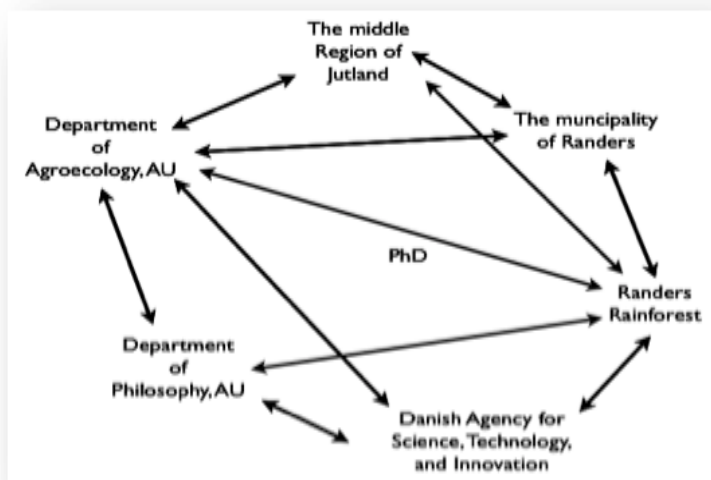 The middle
Region of
Jutland
The muncipality
of Randers
Department
of
Agroecology, AU
PhD
Randers
Rainforest
Department
of
Philosophy, AU
Danish Agency for
Science, Technology,
and Innovation